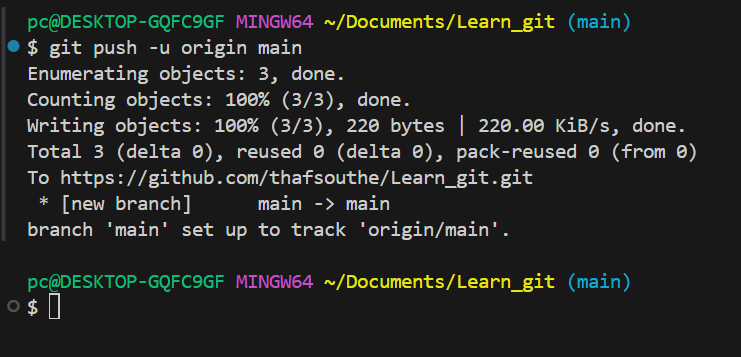 pc@DESKTOP-GQFC9GF MINGW64 ~/Documents/Learn_git (main)
$ git push -u origin main
Enumerating objects: 3, done.
Counting objects: 100% (3/3), done.
Writing objects: 100% (3/3), 220 bytes | 220.00 KiB/s, done.
Total 3 (delta 0), reused 0 (delta 0), pack-reused 0 (from 0)
To https://github.com/thafsouthe/Learn_git.git
 * [new branch]      main -> main
branch 'main' set up to track 'origin/main'.
pc@DESKTOP-GQFC9GF MINGW64 ~/Documents/Learn_git (main)
$